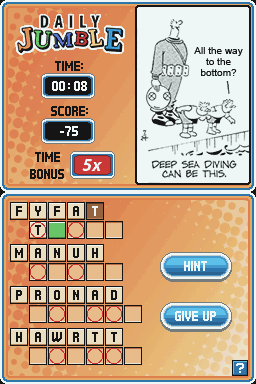 DAILY
JUMBLE
TIME:
00:08
SCORE:
-75
TIME
BONUS
5x
All the way
to the
bottom?
DEEP SEA DIVING
CAN BE THIS.
F Y F A T
T
M A N U H
HINT
P R O N A D
GIVE UP
H A W R T T
?